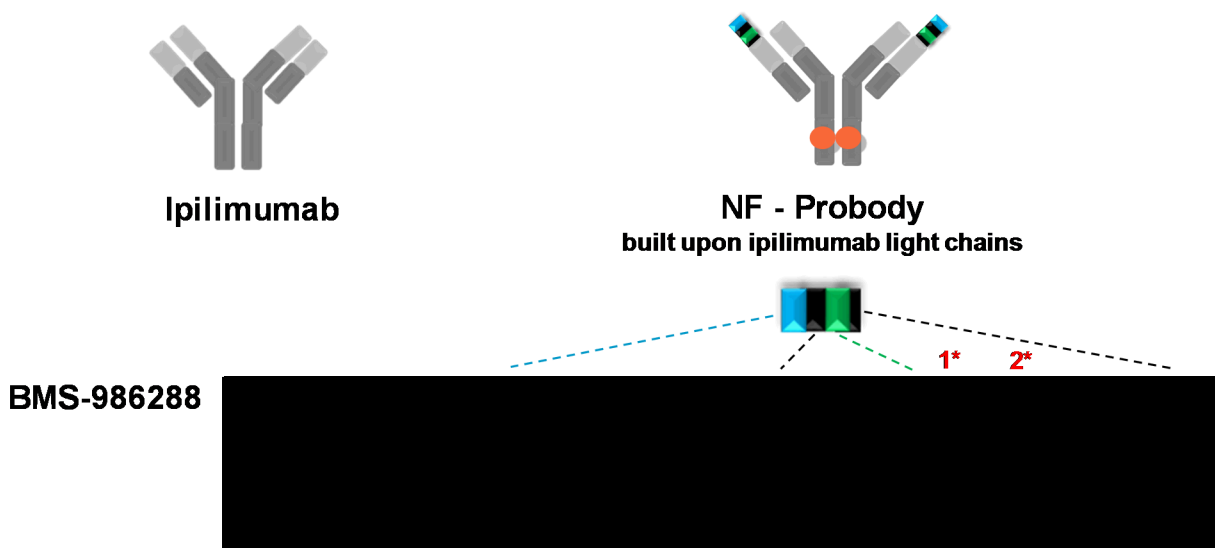 Ipilimumab
NF - Probody
built upon ipilimumab light chains
1* 2*
BMS-986288